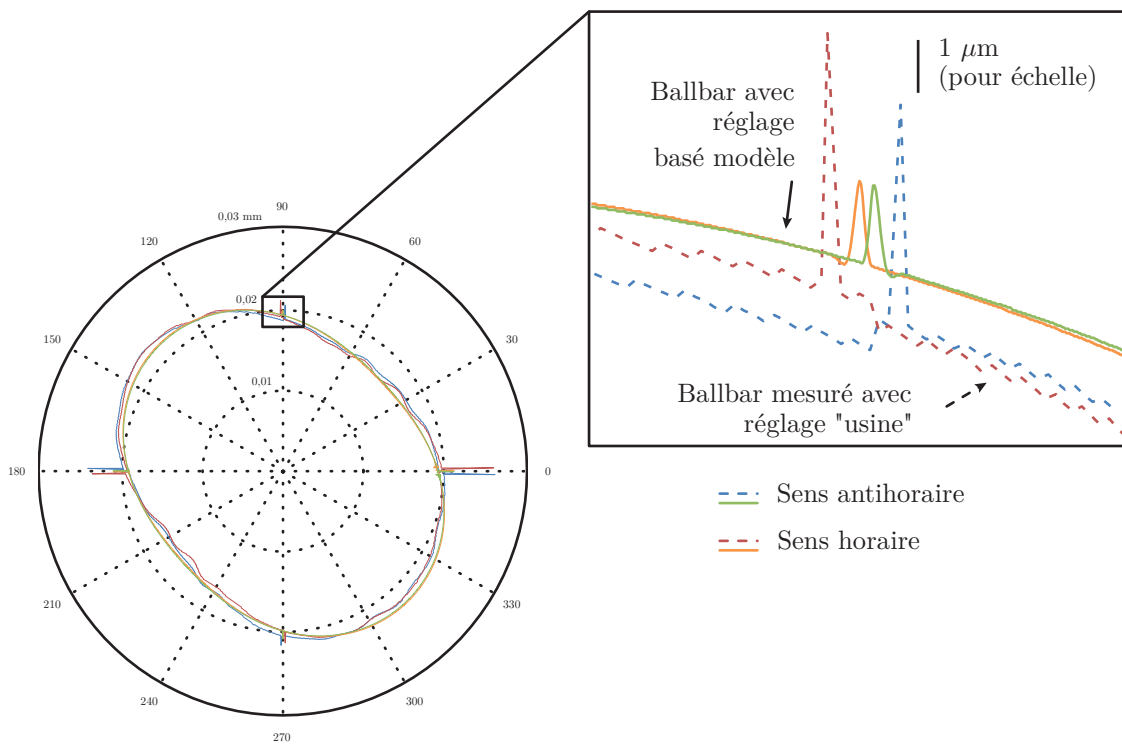 1 µm
(pour échelle)
Ballbar avec
réglage
basé modèle
Ballbar mesuré avec
réglage "usine"
90
0,03 mm
120
60
0,02
150
30
0,01
180
0
210
330
240
300
270
Sens antihoraire
Sens horaire